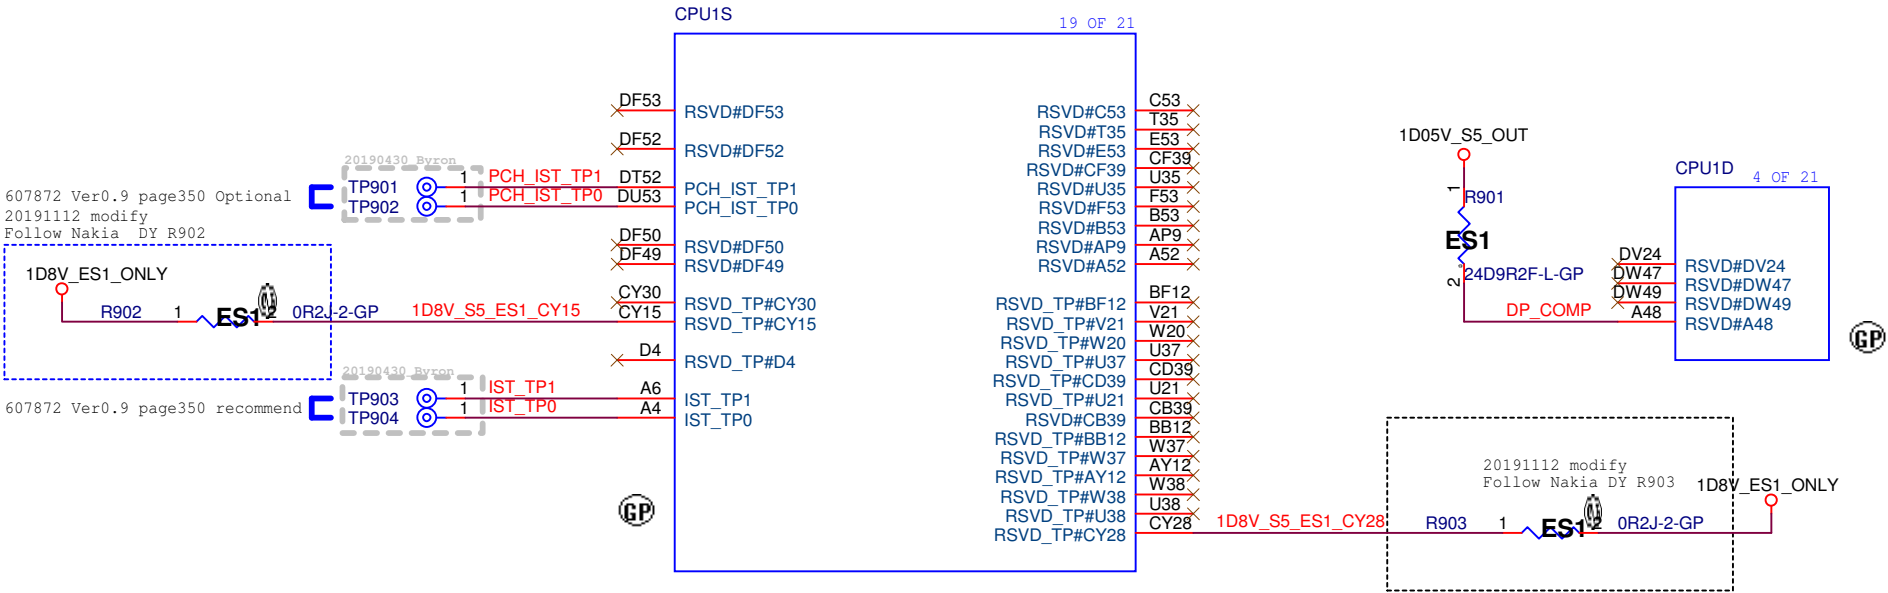 CPU1S
19 OF 21
DF53
RSVD#DF53
DF52
RSVD#DF52
20190430 Byron
TP901
1
PCH_IST_TP1
DT52
PCH_IST_TP1
TP902
1
PCH_IST_TP0
DU53
PCH_IST_TP0
607872 Ver0.9 page350 Optional
20191112 modify
Follow Nakia  DY R902
DF50
RSVD#DF50
DF49
RSVD#DF49
1D8V_ES1_ONLY
CY30
RSVD_TP#CY30
R902
1
ES1
2
0R2J-2-GP
1D8V_S5_ES1_CY15
CY15
RSVD_TP#CY15
D4
RSVD_TP#D4
20190430 Byron
TP903
1
IST_TP1
A6
IST_TP1
TP904
1
IST_TP0
A4
IST_TP0
607872 Ver0.9 page350 recommend
GP
RSVD#C53
C53
RSVD#T35
T35
RSVD#E53
E53
RSVD#CF39
CF39
RSVD#U35
U35
RSVD#F53
F53
RSVD#B53
B53
RSVD#AP9
AP9
RSVD#A52
A52
RSVD_TP#BF12
BF12
RSVD_TP#V21
V21
RSVD_TP#W20
W20
RSVD_TP#U37
U37
RSVD_TP#CD39
CD39
RSVD_TP#U21
U21
RSVD#CB39
CB39
RSVD_TP#BB12
BB12
RSVD_TP#W37
W37
RSVD_TP#AY12
AY12
RSVD_TP#W38
W38
RSVD_TP#U38
U38
RSVD_TP#CY28
CY28
1D8V_S5_ES1_CY28
20191112 modify
Follow Nakia DY R903
1D8V_ES1_ONLY
R903
1
ES1
2
0R2J-2-GP
1D05V_S5_OUT
1
R901
ES1
24D9R2F-L-GP
2
DP_COMP
CPU1D
4 OF 21
DV24
RSVD#DV24
DW47
RSVD#DW47
DW49
RSVD#DW49
A48
RSVD#A48
GP